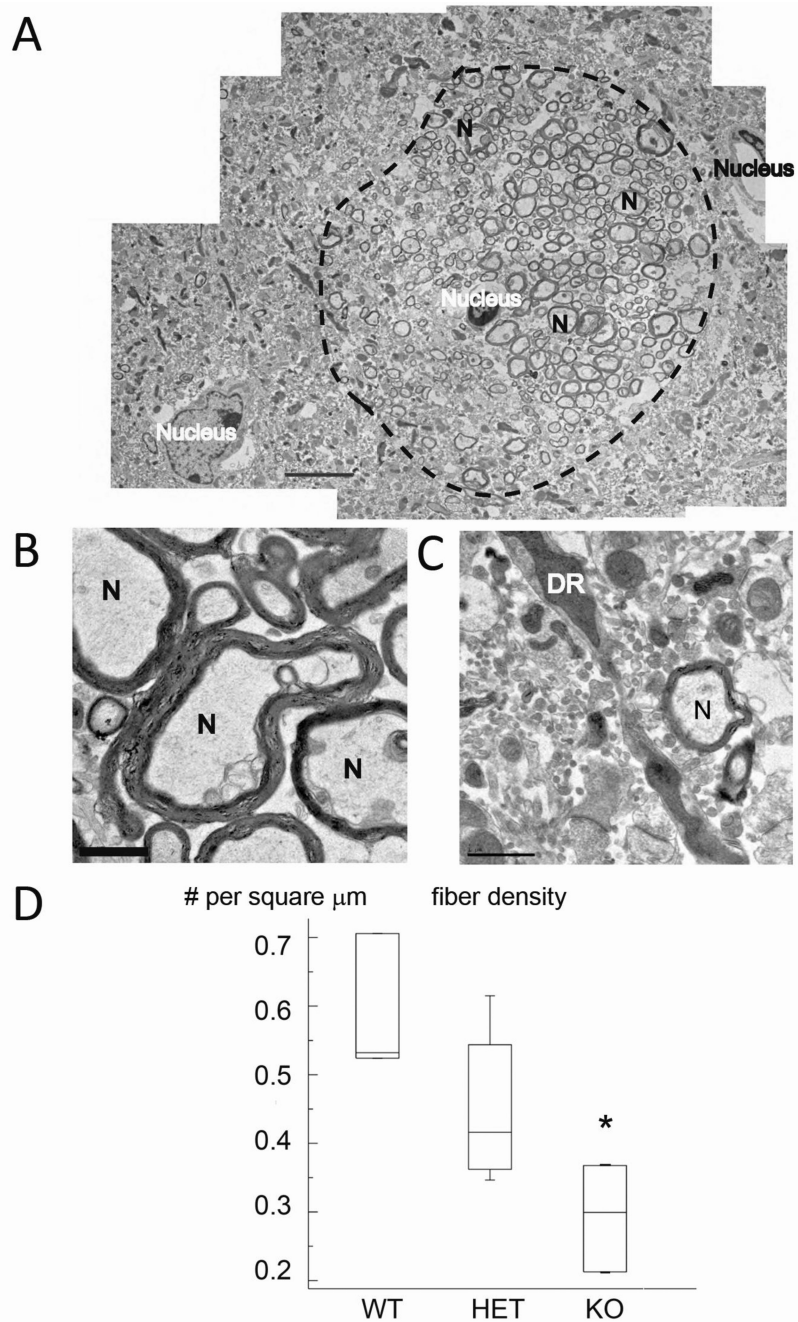 A
N
Nucleus
N
Nucleus
N
Nucleus
B
N
N
N
C
DR
N
D
# per square μm fiber density
0.7
0.6
0.5
0.4
*
0.3
0.2
WT HET KO